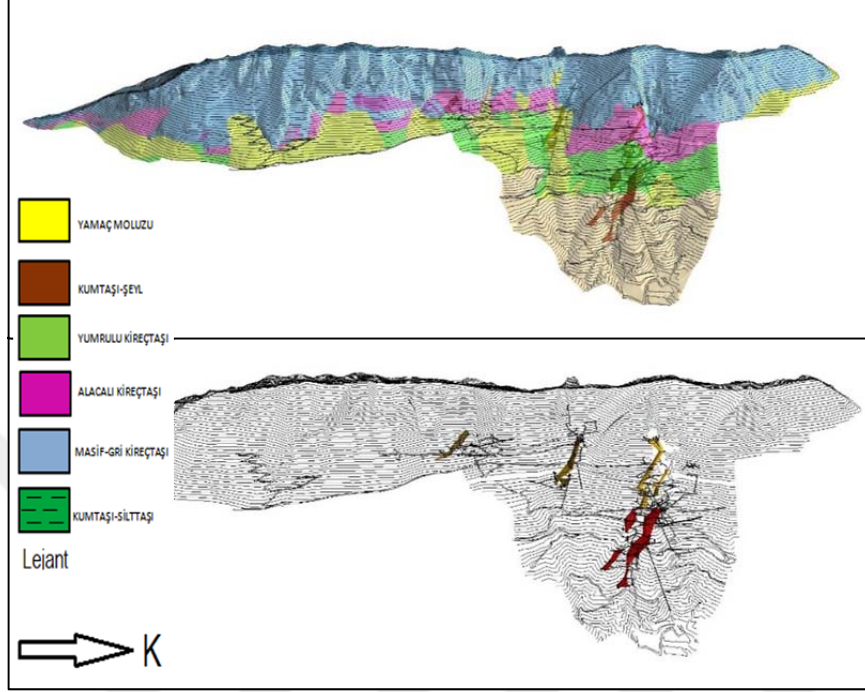 YAMAÇ MOLUZU
KUMTAŞI-ŞEYL
YUMRULU KİREÇTAŞI
ALACALI KİREÇTAŞI
MASİF-GRİ KİREÇTAŞI
KUMTAŞI-SİLTTAŞI
Lejant
K